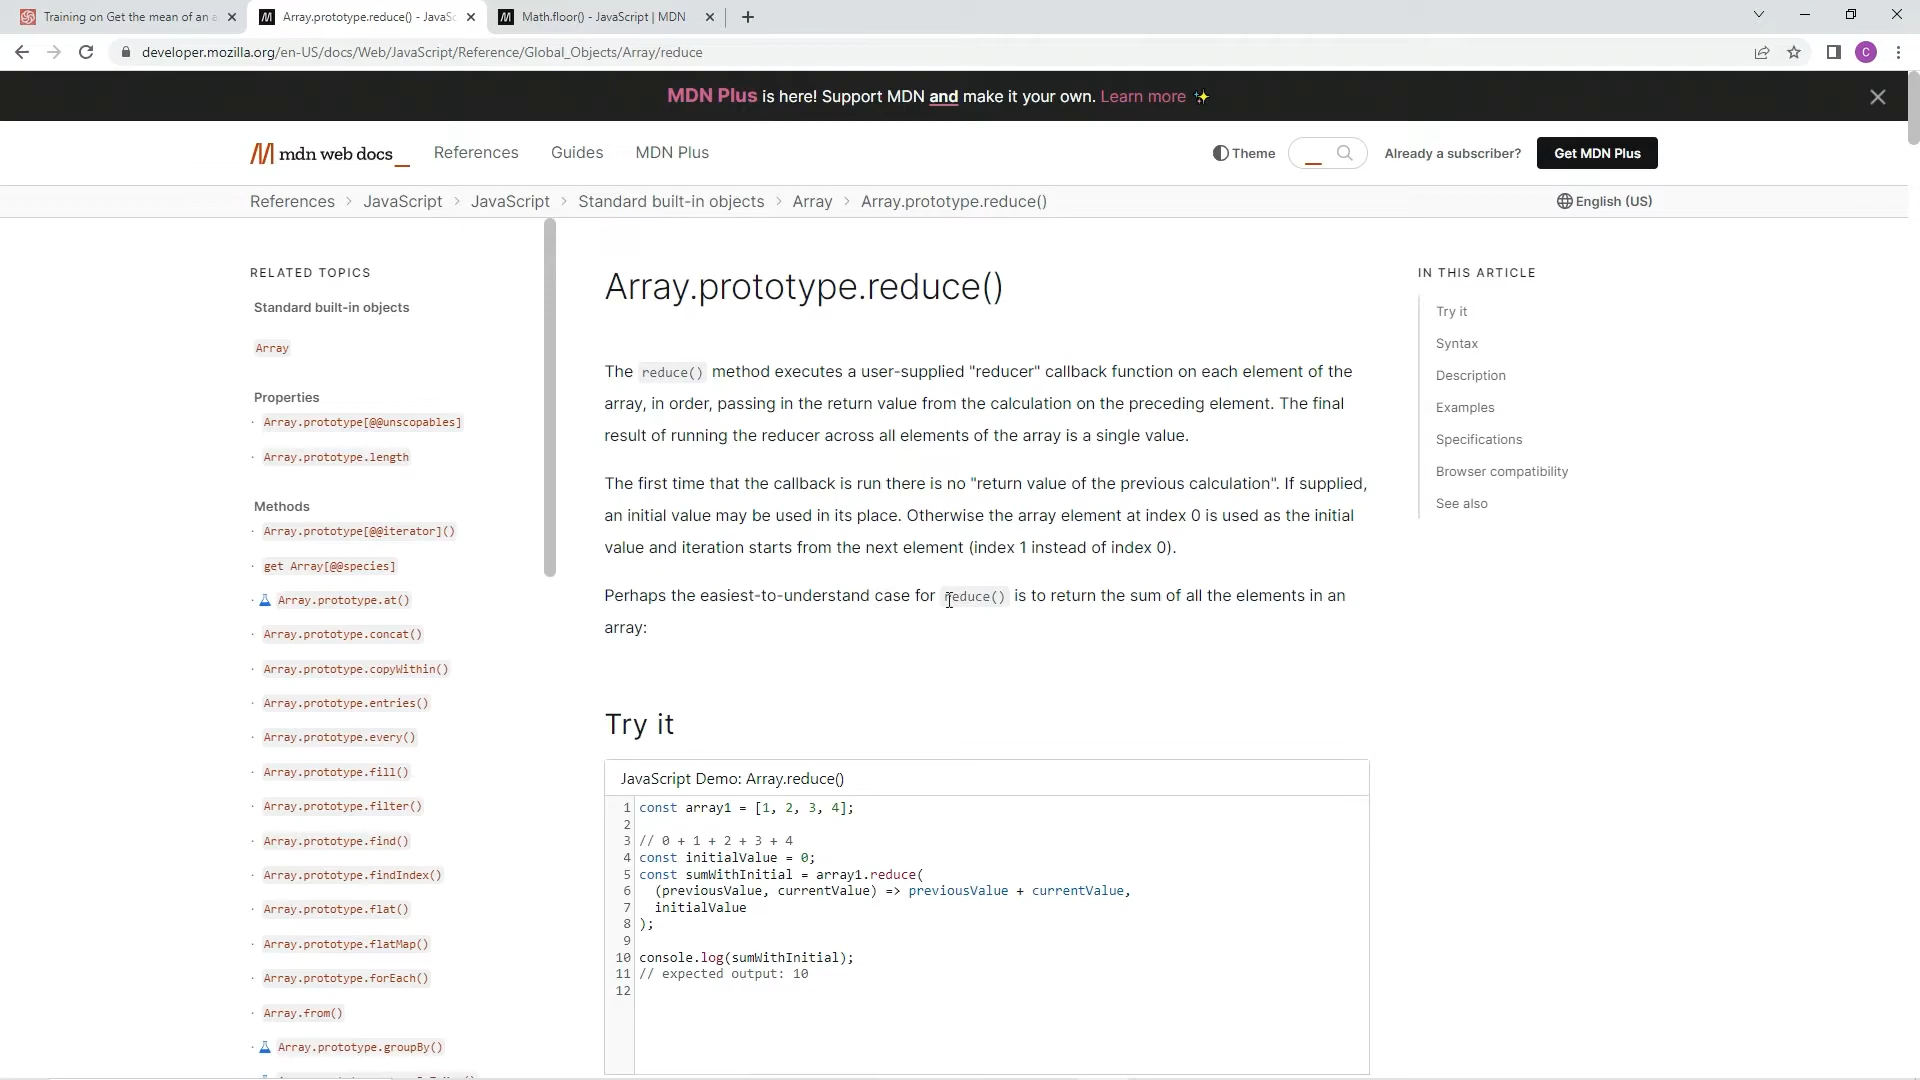 Training on Get the mean of an a
Array.prototype.reduce() - JavaSc
Math.floor() - JavaScript | MDN
developer.mozilla.org/en-US/docs/Web/JavaScript/Reference/Global_Objects/Array/reduce
C
MDN Plus is here! Support MDN and make it your own. Learn more ✨
mdn web docs_
References
Guides
MDN Plus
Theme
Already a subscriber?
Get MDN Plus
References > JavaScript > JavaScript > Standard built-in objects > Array > Array.prototype.reduce()
English (US)
RELATED TOPICS
Standard built-in objects
Array
Properties
Array.prototype[@@unscopables]
Array.prototype.length
Methods
Array.prototype[@@iterator]()
get Array[@@species]
Array.prototype.at()
Array.prototype.concat()
Array.prototype.copyWithin()
Array.prototype.entries()
Array.prototype.every()
Array.prototype.fill()
Array.prototype.filter()
Array.prototype.find()
Array.prototype.findIndex()
Array.prototype.flat()
Array.prototype.flatMap()
Array.prototype.forEach()
Array.from()
Array.prototype.groupBy()
Array.prototype.reduce()
The reduce() method executes a user-supplied "reducer" callback function on each element of the
array, in order, passing in the return value from the calculation on the preceding element. The final
result of running the reducer across all elements of the array is a single value.
The first time that the callback is run there is no "return value of the previous calculation". If supplied,
an initial value may be used in its place. Otherwise the array element at index 0 is used as the initial
value and iteration starts from the next element (index 1 instead of index 0).
Perhaps the easiest-to-understand case for reduce() is to return the sum of all the elements in an
array:
Try it
JavaScript Demo: Array.reduce()
1 const array1 = [1, 2, 3, 4];
2
3 // 0 + 1 + 2 + 3 + 4
4 const initialValue = 0;
5 const sumWithInitial = array1.reduce(
6   (previousValue, currentValue) => previousValue + currentValue,
7   initialValue
8 );
9
10 console.log(sumWithInitial);
11 // expected output: 10
12
IN THIS ARTICLE
Try it
Syntax
Description
Examples
Specifications
Browser compatibility
See also